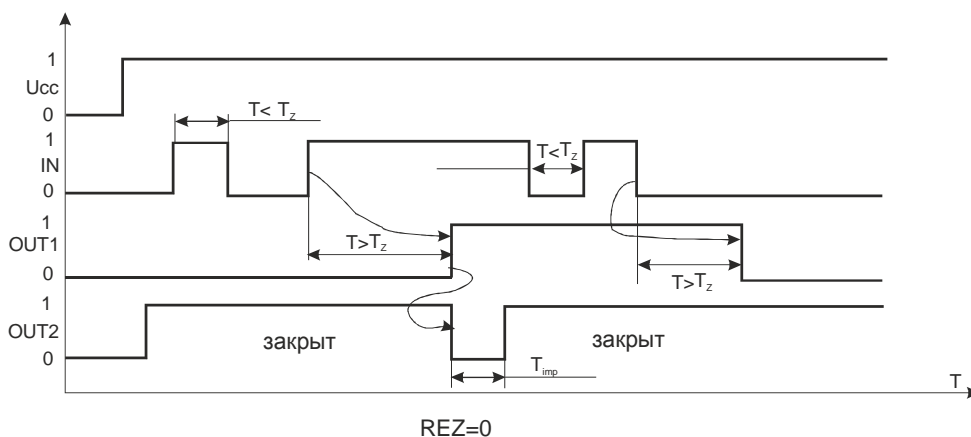 1
Ucc
0
T< Tz
1
IN
0
T<Tz
1
OUT1
0
T>Tz
T>Tz
1
OUT2
0
закрыт
закрыт
Timp
T
REZ=0